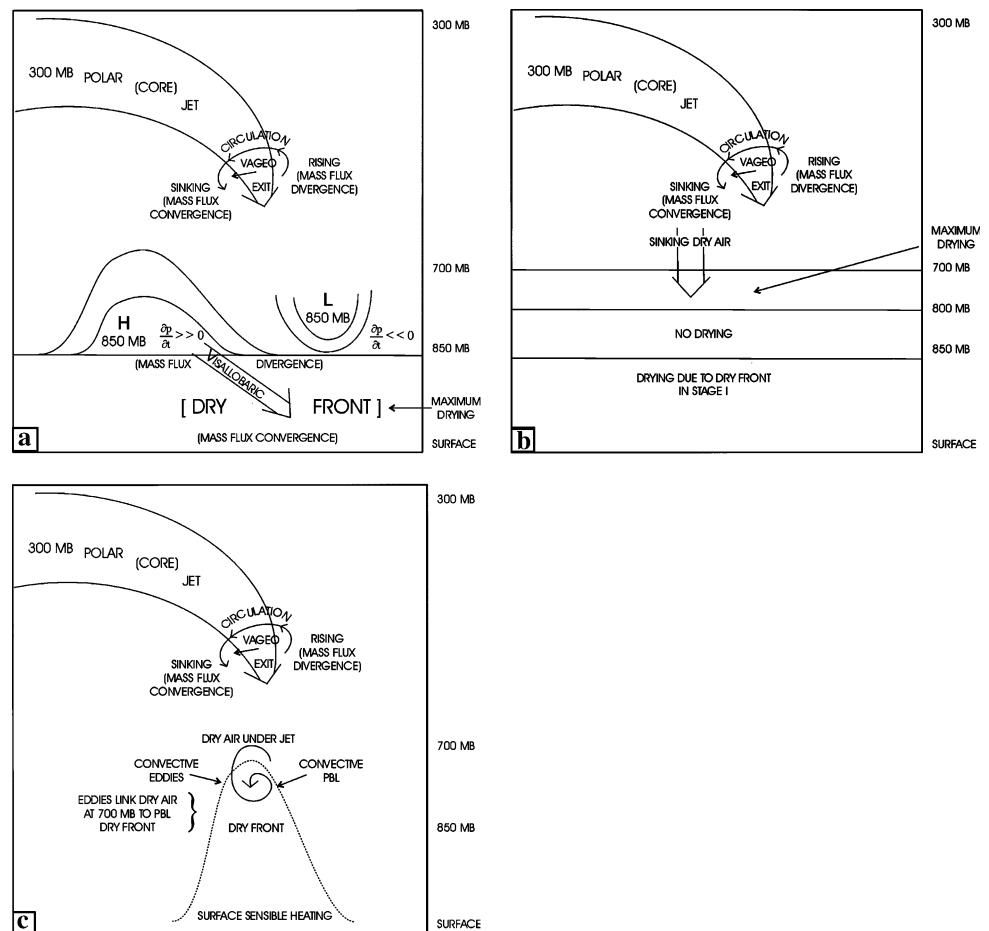 300 MB
300 MB POLAR (CORE) JET
CIRCULATION
VAGEO
EXIT
RISING
(MASS FLUX
DIVERGENCE)
SINKING
(MASS FLUX
CONVERGENCE)
700 MB
H
850 MB
∂p/∂t >> 0
L
850 MB
∂p/∂t << 0
850 MB
(MASS FLUX DIVERGENCE)
VISALLOBARIC
[ DRY FRONT ]
MAXIMUM
DRYING
(MASS FLUX CONVERGENCE)
SURFACE
a
300 MB
300 MB POLAR (CORE) JET
CIRCULATION
VAGEO
EXIT
RISING
(MASS FLUX
DIVERGENCE)
SINKING
(MASS FLUX
CONVERGENCE)
SINKING DRY AIR
MAXIMUM
DRYING
700 MB
800 MB
NO DRYING
850 MB
DRYING DUE TO DRY FRONT
IN STAGE I
SURFACE
b
300 MB
300 MB POLAR (CORE) JET
CIRCULATION
VAGEO
EXIT
RISING
(MASS FLUX
DIVERGENCE)
SINKING
(MASS FLUX
CONVERGENCE)
DRY AIR UNDER JET
700 MB
CONVECTIVE
EDDIES
CONVECTIVE
PBL
EDDIES LINK DRY AIR
AT 700 MB TO PBL
DRY FRONT
DRY FRONT
850 MB
SURFACE SENSIBLE HEATING
SURFACE
c